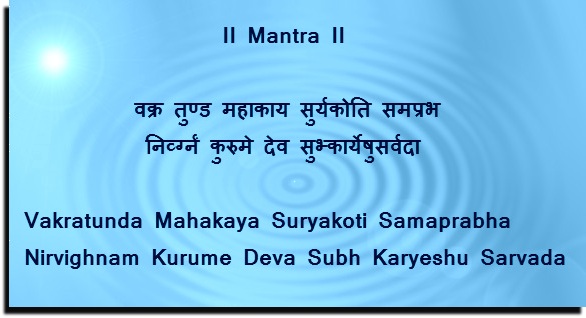 II Mantra II
वक्र तुण्ड महाकाय सुर्यकोति समप्रभ
निर्व्ग्नं कुरुमे देव सुभ्कार्येषुसर्वदा
Vakratunda Mahakaya Suryakoti Samaprabha
Nirvighnam Kurume Deva Subh Karyeshu Sarvada